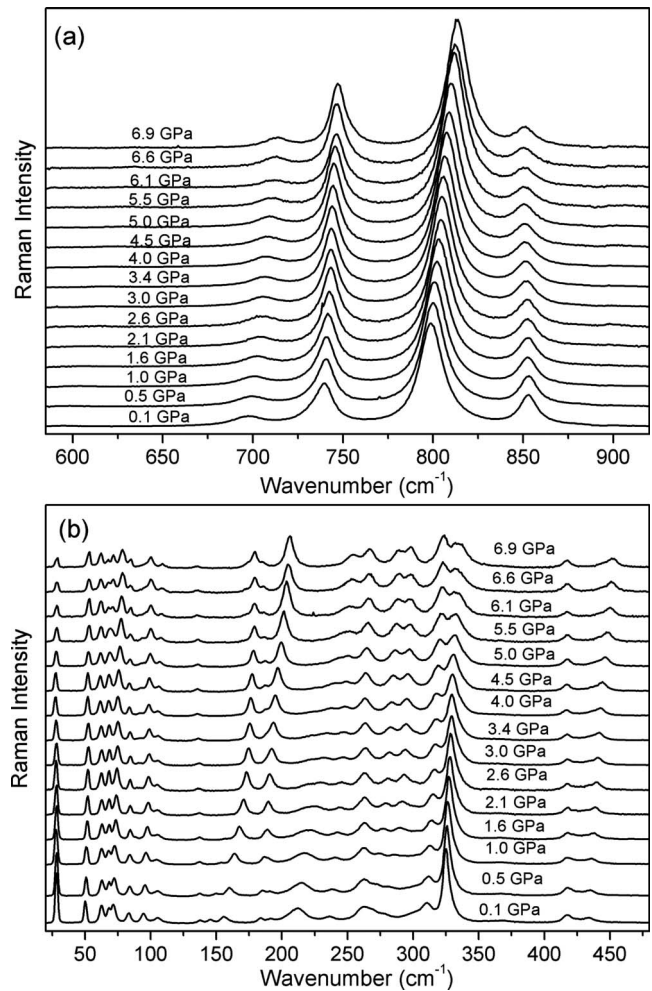 (a)
Raman Intensity
6.9 GPa
6.6 GPa
6.1 GPa
5.5 GPa
5.0 GPa
4.5 GPa
4.0 GPa
3.4 GPa
3.0 GPa
2.6 GPa
2.1 GPa
1.6 GPa
1.0 GPa
0.5 GPa
0.1 GPa
600 650 700 750 800 850 900
Wavenumber (cm⁻¹)
(b)
Raman Intensity
6.9 GPa
6.6 GPa
6.1 GPa
5.5 GPa
5.0 GPa
4.5 GPa
4.0 GPa
3.4 GPa
3.0 GPa
2.6 GPa
2.1 GPa
1.6 GPa
1.0 GPa
0.5 GPa
0.1 GPa
50 100 150 200 250 300 350 400 450
Wavenumber (cm⁻¹)